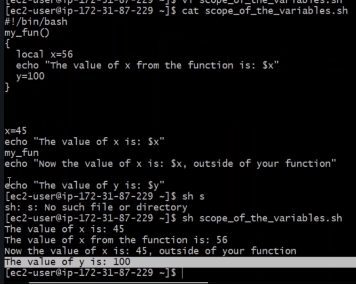 [ec2-user@ip-172-31-87-229 ~]$ vi scope_of_the_variables.sh
[ec2-user@ip-172-31-87-229 ~]$ cat scope_of_the_variables.sh
#!/bin/bash
my_fun()
{
local x=56
echo "The value of x from the function is: $x"
y=100
}
x=45
echo "The value of x is: $x"
my_fun
echo "Now the value of x is: $x, outside of your function"
echo "The value of y is: $y"
[ec2-user@ip-172-31-87-229 ~]$ sh s
sh: s: No such file or directory
[ec2-user@ip-172-31-87-229 ~]$ sh scope_of_the_variables.sh
The value of x is: 45
The value of x from the function is: 56
Now the value of x is: 45, outside of your function
The value of y is: 100
[ec2-user@ip-172-31-87-229 ~]$